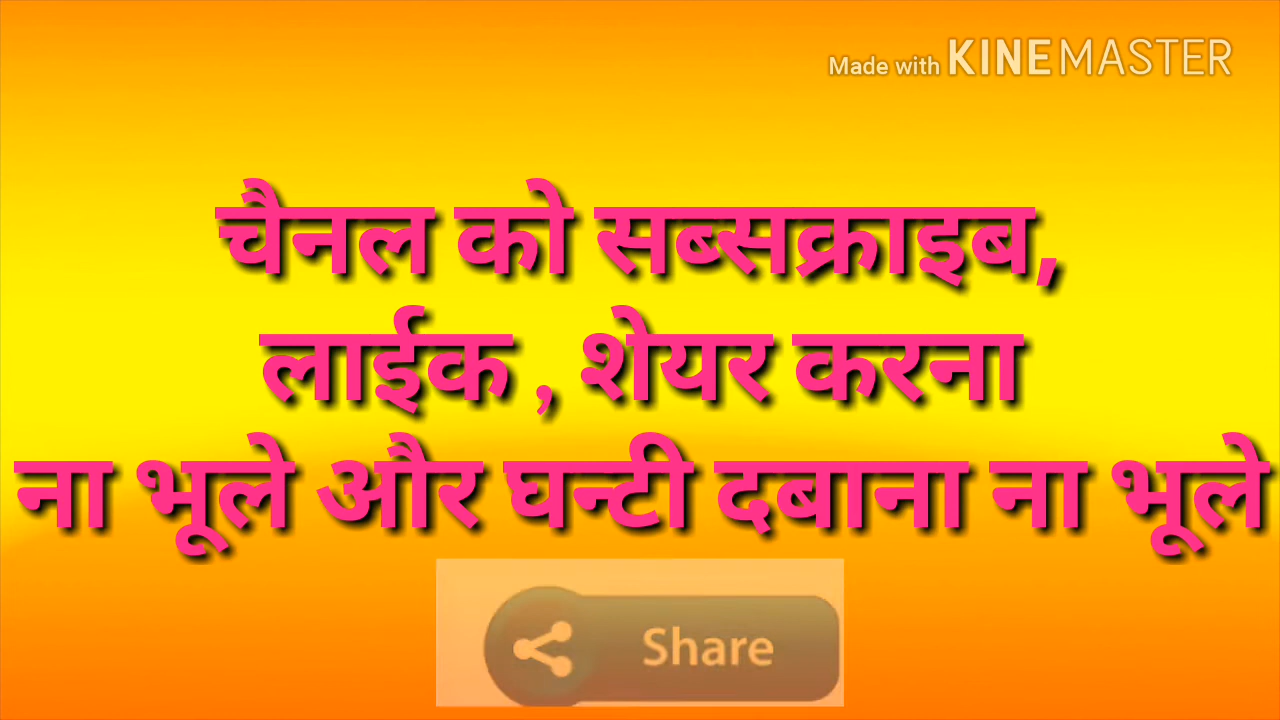 Made with KINEMASTER
चैनल को सब्सक्राइब,
लाईक , शेयर करना
ना भूले और घन्टी दबाना ना भूले
Share